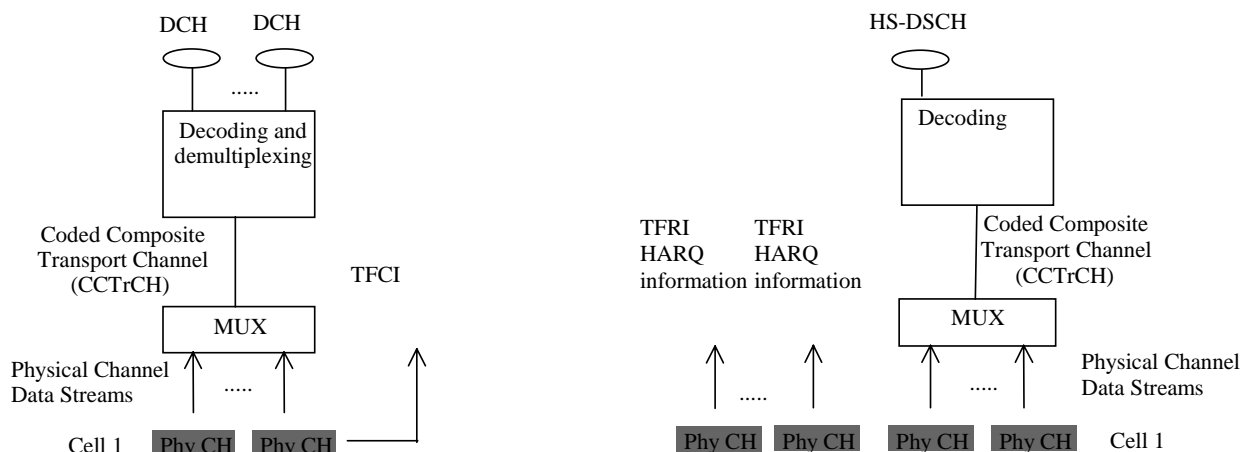 DCH
DCH
.....
Decoding and
demultiplexing
Coded Composite
Transport Channel
(CCTrCH)
TFCI
MUX
Physical Channel
Data Streams
.....
Cell 1
Phy CH
Phy CH
HS-DSCH
Decoding
TFRI
HARQ
information
TFRI
HARQ
information
Coded Composite
Transport Channel
(CCTrCH)
MUX
Physical Channel
Data Streams
.....
.....
Phy CH
Phy CH
Phy CH
Phy CH
Cell 1